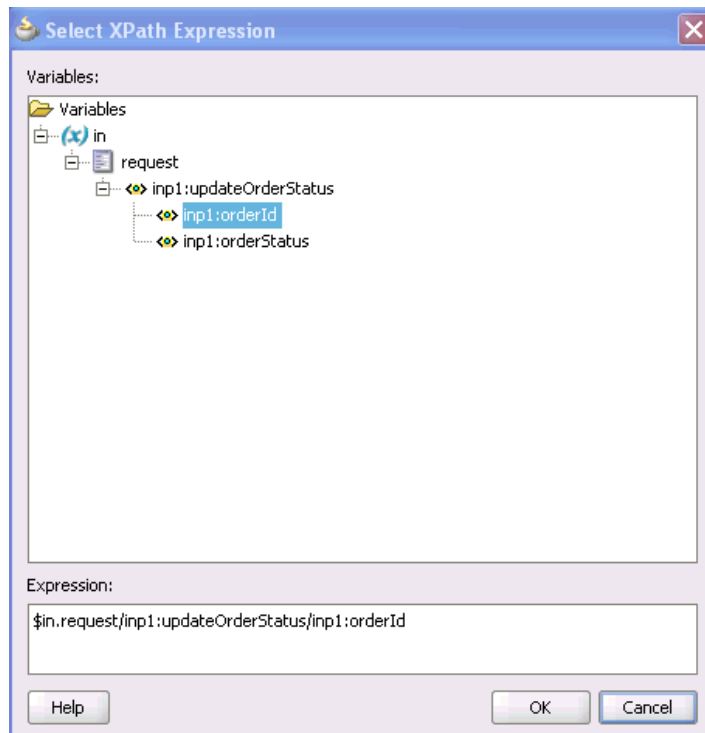 Select XPath Expression
Variables:
Variables
(x) in
request
inp1:updateOrderStatus
inp1:orderId
inp1:orderStatus
Expression:
$in.request/inp1:updateOrderStatus/inp1:orderId
Help OK Cancel